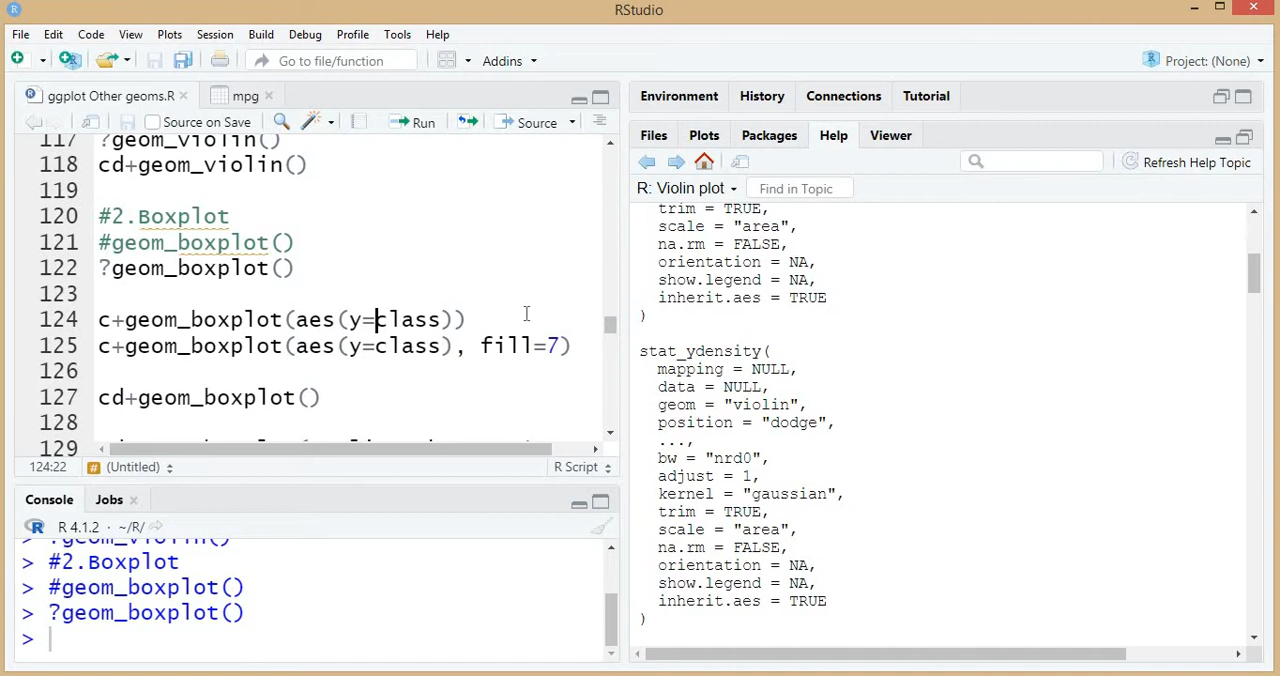 RStudio
File Edit Code View Plots Session Build Debug Profile Tools Help
Go to file/function Addins Project: (None)
ggplot Other geoms.R mpg
Source on Save Run Source
117 ?geom_violin()
118 cd+geom_violin()
119
120 #2.Boxplot
121 #geom_boxplot()
122 ?geom_boxplot()
123
124 c+geom_boxplot(aes(y=class))
125 c+geom_boxplot(aes(y=class), fill=7)
126
127 cd+geom_boxplot()
128
129
124:22 (Untitled) R Script
Console Jobs
R 4.1.2 · ~/R/
> ?geom_violin()
> #2.Boxplot
> #geom_boxplot()
> ?geom_boxplot()
>
Environment History Connections Tutorial
Files Plots Packages Help Viewer
Refresh Help Topic
R: Violin plot Find in Topic
trim = TRUE,
scale = "area",
na.rm = FALSE,
orientation = NA,
show.legend = NA,
inherit.aes = TRUE
)
stat_ydensity(
mapping = NULL,
data = NULL,
geom = "violin",
position = "dodge",
...,
bw = "nrd0",
adjust = 1,
kernel = "gaussian",
trim = TRUE,
scale = "area",
na.rm = FALSE,
orientation = NA,
show.legend = NA,
inherit.aes = TRUE
)